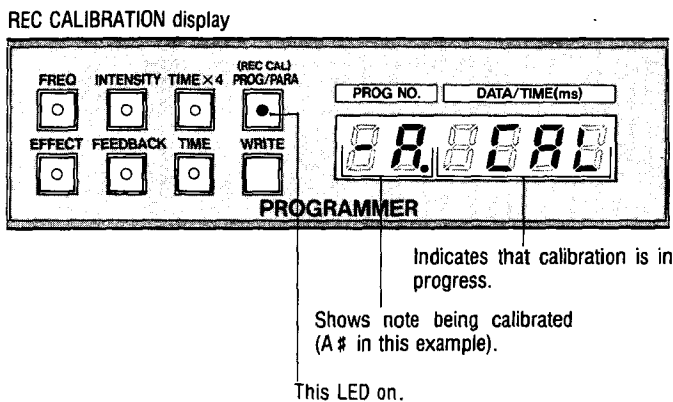 REC CALIBRATION display
(REC CAL)
FREQ INTENSITY TIME×4 PROG/PARA
EFFECT FEEDBACK TIME WRITE
PROG NO. DATA/TIME(ms)
-A. CAL
PROGRAMMER
Indicates that calibration is in
progress.
Shows note being calibrated
(A♯ in this example).
This LED on.